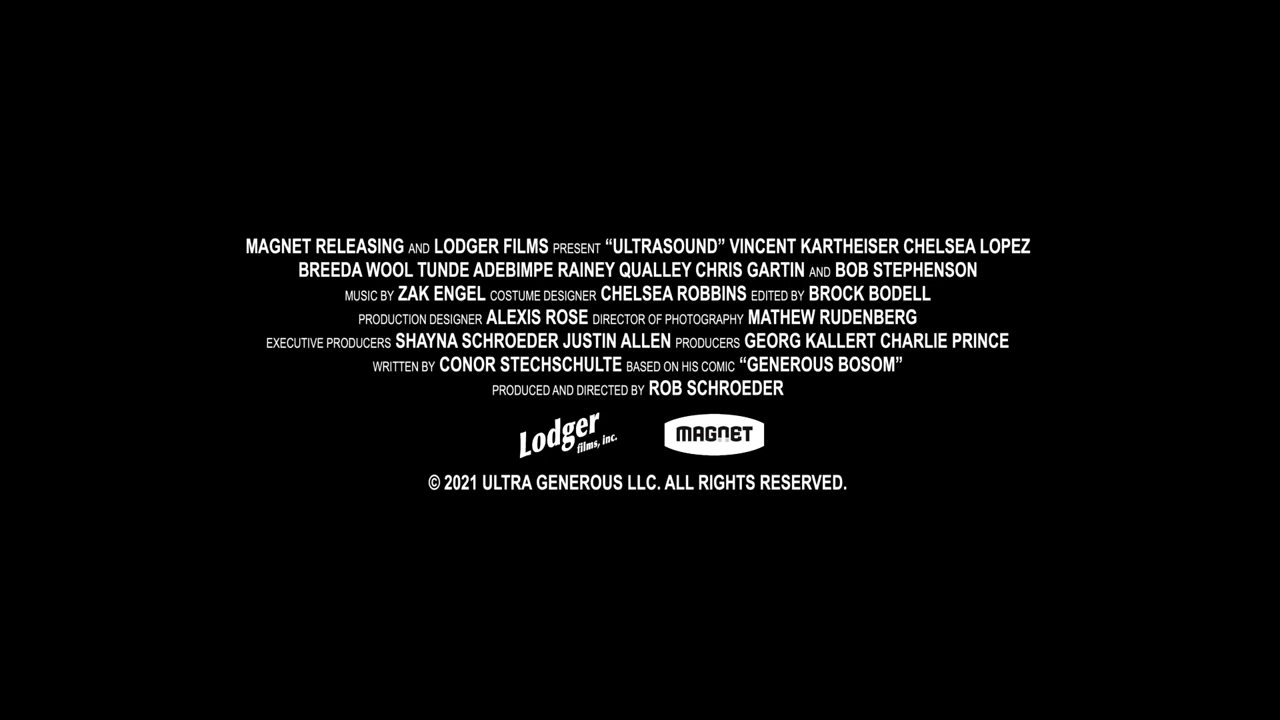 MAGNET RELEASING AND LODGER FILMS PRESENT “ULTRASOUND” VINCENT KARTHEISER CHELSEA LOPEZ
BREEDA WOOL TUNDE ADEBIMPE RAINEY QUALLEY CHRIS GARTIN AND BOB STEPHENSON
MUSIC BY ZAK ENGEL COSTUME DESIGNER CHELSEA ROBBINS EDITED BY BROCK BODELL
PRODUCTION DESIGNER ALEXIS ROSE DIRECTOR OF PHOTOGRAPHY MATHEW RUDENBERG
EXECUTIVE PRODUCERS SHAYNA SCHROEDER JUSTIN ALLEN PRODUCERS GEORG KALLERT CHARLIE PRINCE
WRITTEN BY CONOR STECHSCHULTE BASED ON HIS COMIC “GENEROUS BOSOM”
PRODUCED AND DIRECTED BY ROB SCHROEDER
Lodger
films, inc.
MAGNET
© 2021 ULTRA GENEROUS LLC. ALL RIGHTS RESERVED.